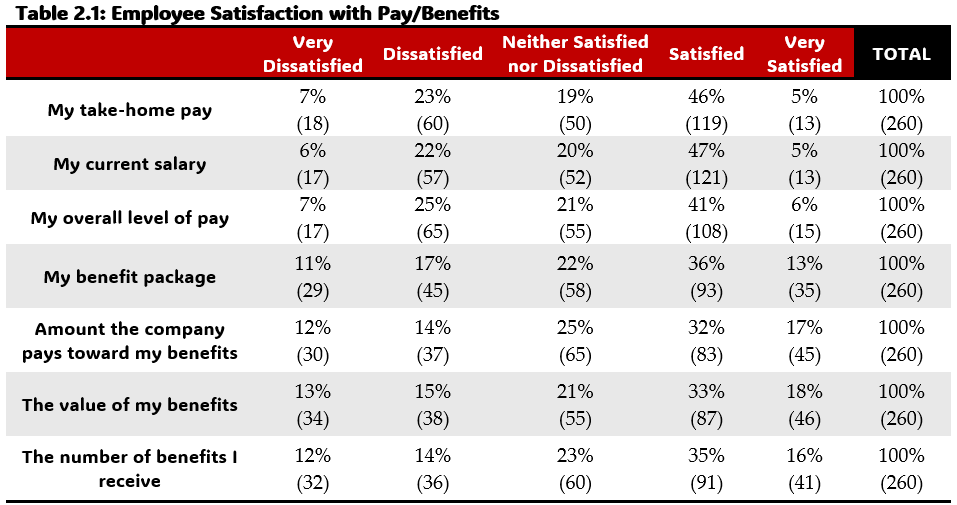 Table 2.1: Employee Satisfaction with Pay/Benefits
Very Dissatisfied Dissatisfied Neither Satisfied nor Dissatisfied Satisfied Very Satisfied TOTAL
My take-home pay 7% 23% 19% 46% 5% 100%
(18) (60) (50) (119) (13) (260)
My current salary 6% 22% 20% 47% 5% 100%
(17) (57) (52) (121) (13) (260)
My overall level of pay 7% 25% 21% 41% 6% 100%
(17) (65) (55) (108) (15) (260)
My benefit package 11% 17% 22% 36% 13% 100%
(29) (45) (58) (93) (35) (260)
Amount the company 12% 14% 25% 32% 17% 100%
pays toward my benefits (30) (37) (65) (83) (45) (260)
The value of my benefits 13% 15% 21% 33% 18% 100%
(34) (38) (55) (87) (46) (260)
The number of benefits I 12% 14% 23% 35% 16% 100%
receive (32) (36) (60) (91) (41) (260)